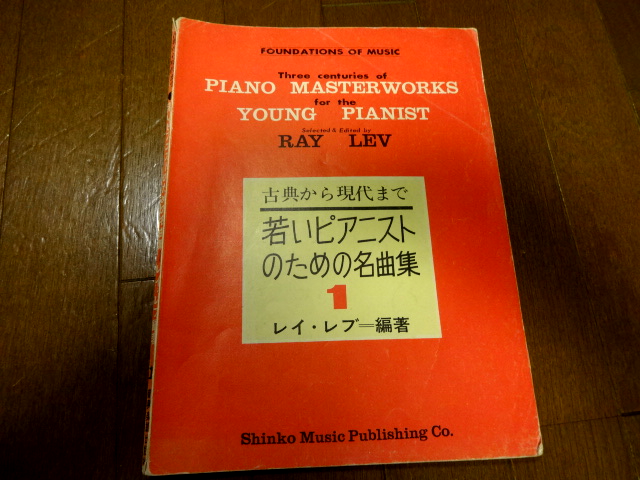 FOUNDATIONS OF MUSIC
Three centuries of
PIANO MASTERWORKS
for the
YOUNG PIANIST
Selected & Edited by
RAY LEV
古典から現代まで
若いピアニスト
のための名曲集
1
レイ・レブ＝編著
Shinko Music Publishing Co.